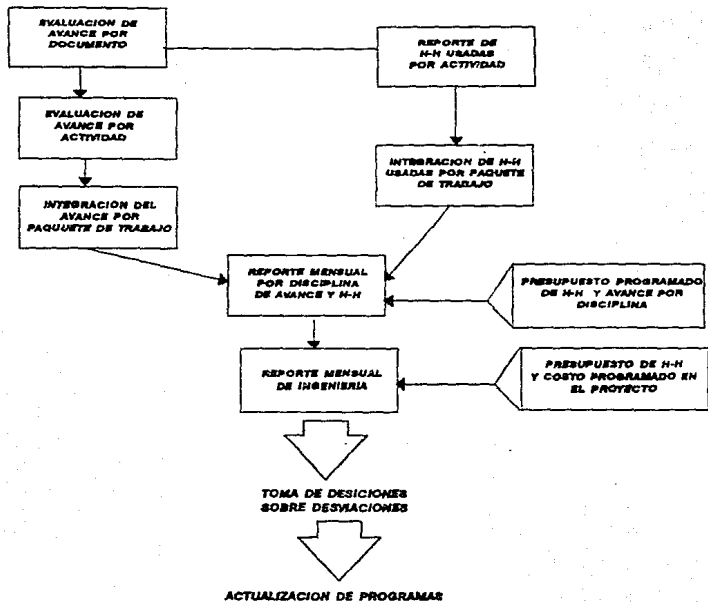 EVALUACION DE
AVANCE POR
DOCUMENTO
REPORTE DE
H-H USADAS
POR ACTIVIDAD
EVALUACION DE
AVANCE POR
ACTIVIDAD
INTEGRACION DE H-H
USADAS POR PAQUETE
DE TRABAJO
INTEGRACION DEL
AVANCE POR
PAQUETE DE TRABAJO
REPORTE MENSUAL
POR DISCIPLINA
DE AVANCE Y H-H
PRESUPUESTO PROGRAMADO
DE H-H Y AVANCE POR
DISCIPLINA
REPORTE MENSUAL
DE INGENIERIA
PRESUPUESTO DE H-H
Y COSTO PROGRAMADO EN
EL PROYECTO
TOMA DE DESICIONES
SOBRE DESVIACIONES
ACTUALIZACION DE PROGRAMAS